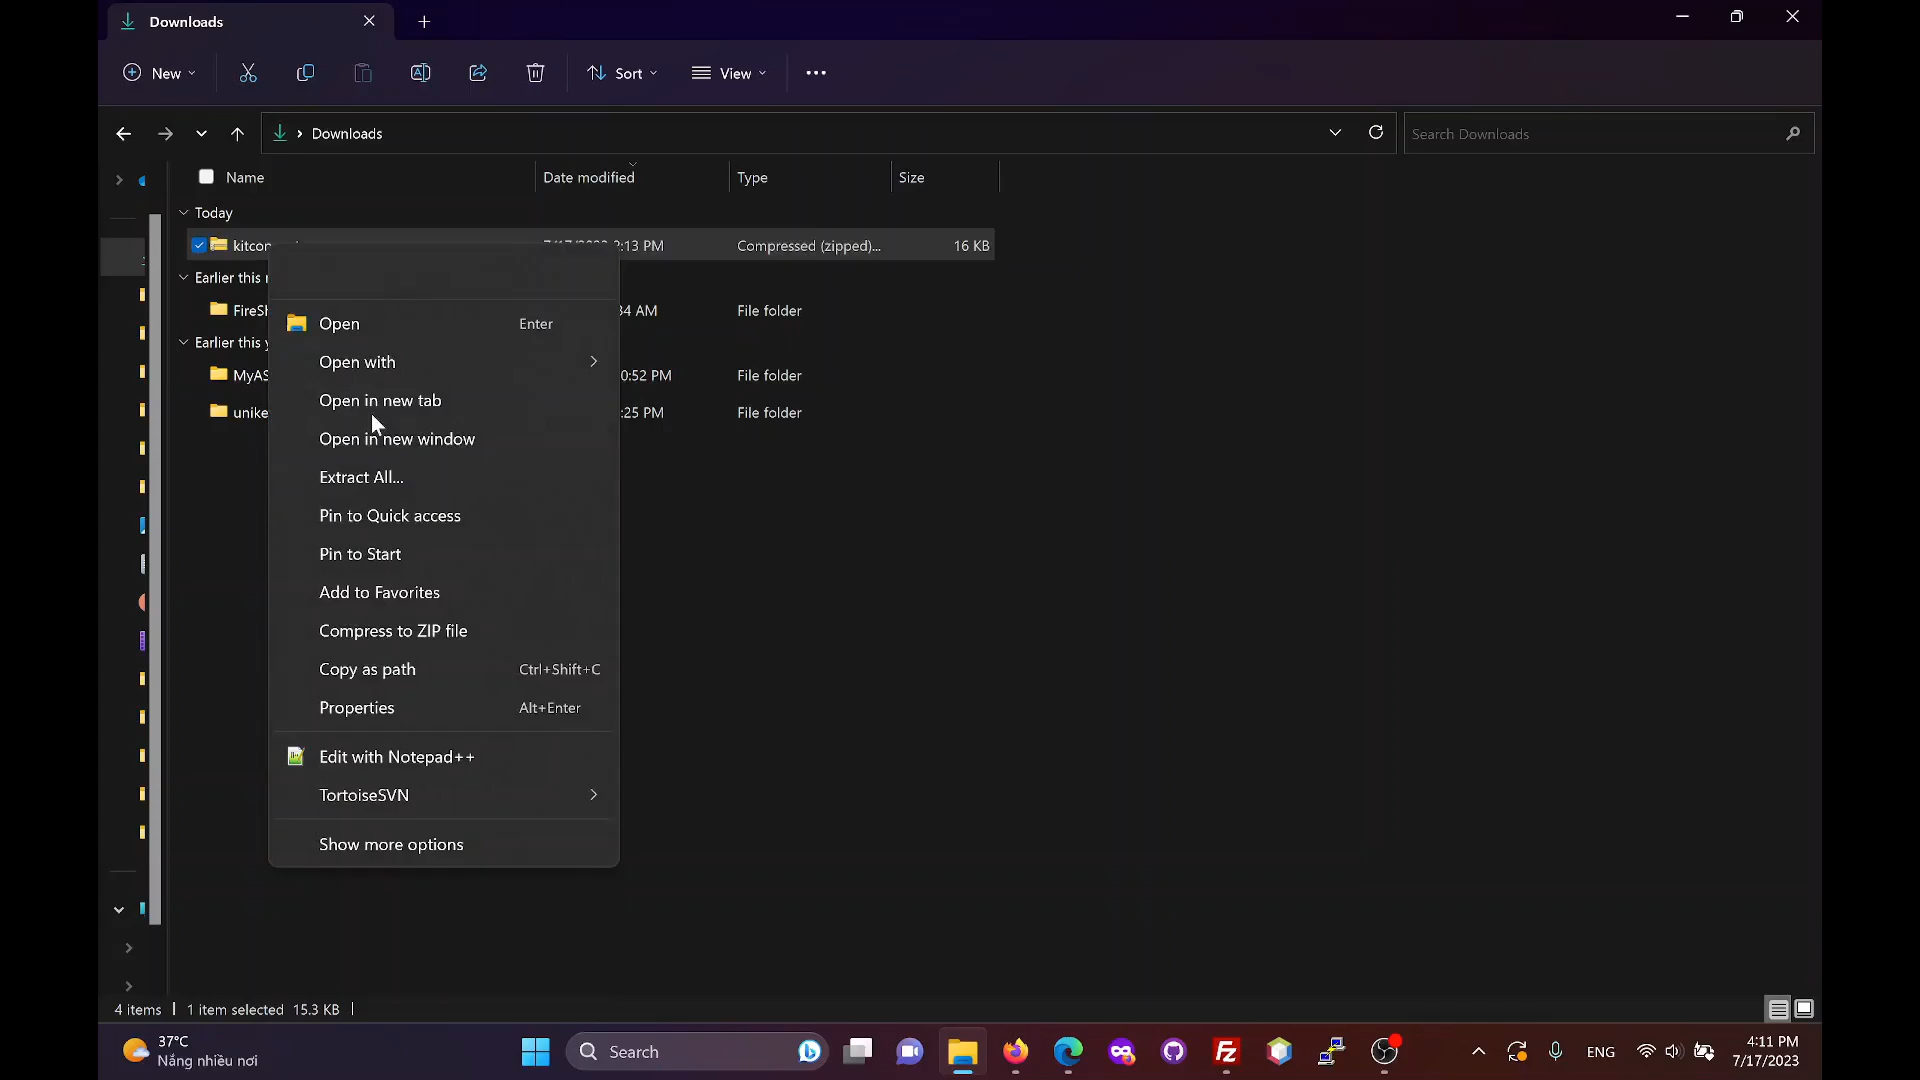 Downloads
New
Sort
View
Downloads
Search Downloads
Name
Date modified
Type
Size
Today
:13 PM
Compressed (zipped)...
16 KB
Earlier this
34 AM
File folder
Earlier this
0:52 PM
File folder
:25 PM
File folder
Open
Enter
Open with
Open in new tab
Open in new window
Extract All...
Pin to Quick access
Pin to Start
Add to Favorites
Compress to ZIP file
Copy as path
Ctrl+Shift+C
Properties
Alt+Enter
Edit with Notepad++
TortoiseSVN
Show more options
4 items
1 item selected 15.3 KB
37°C
Nắng nhiều nơi
Search
ENG
4:11 PM
7/17/2023